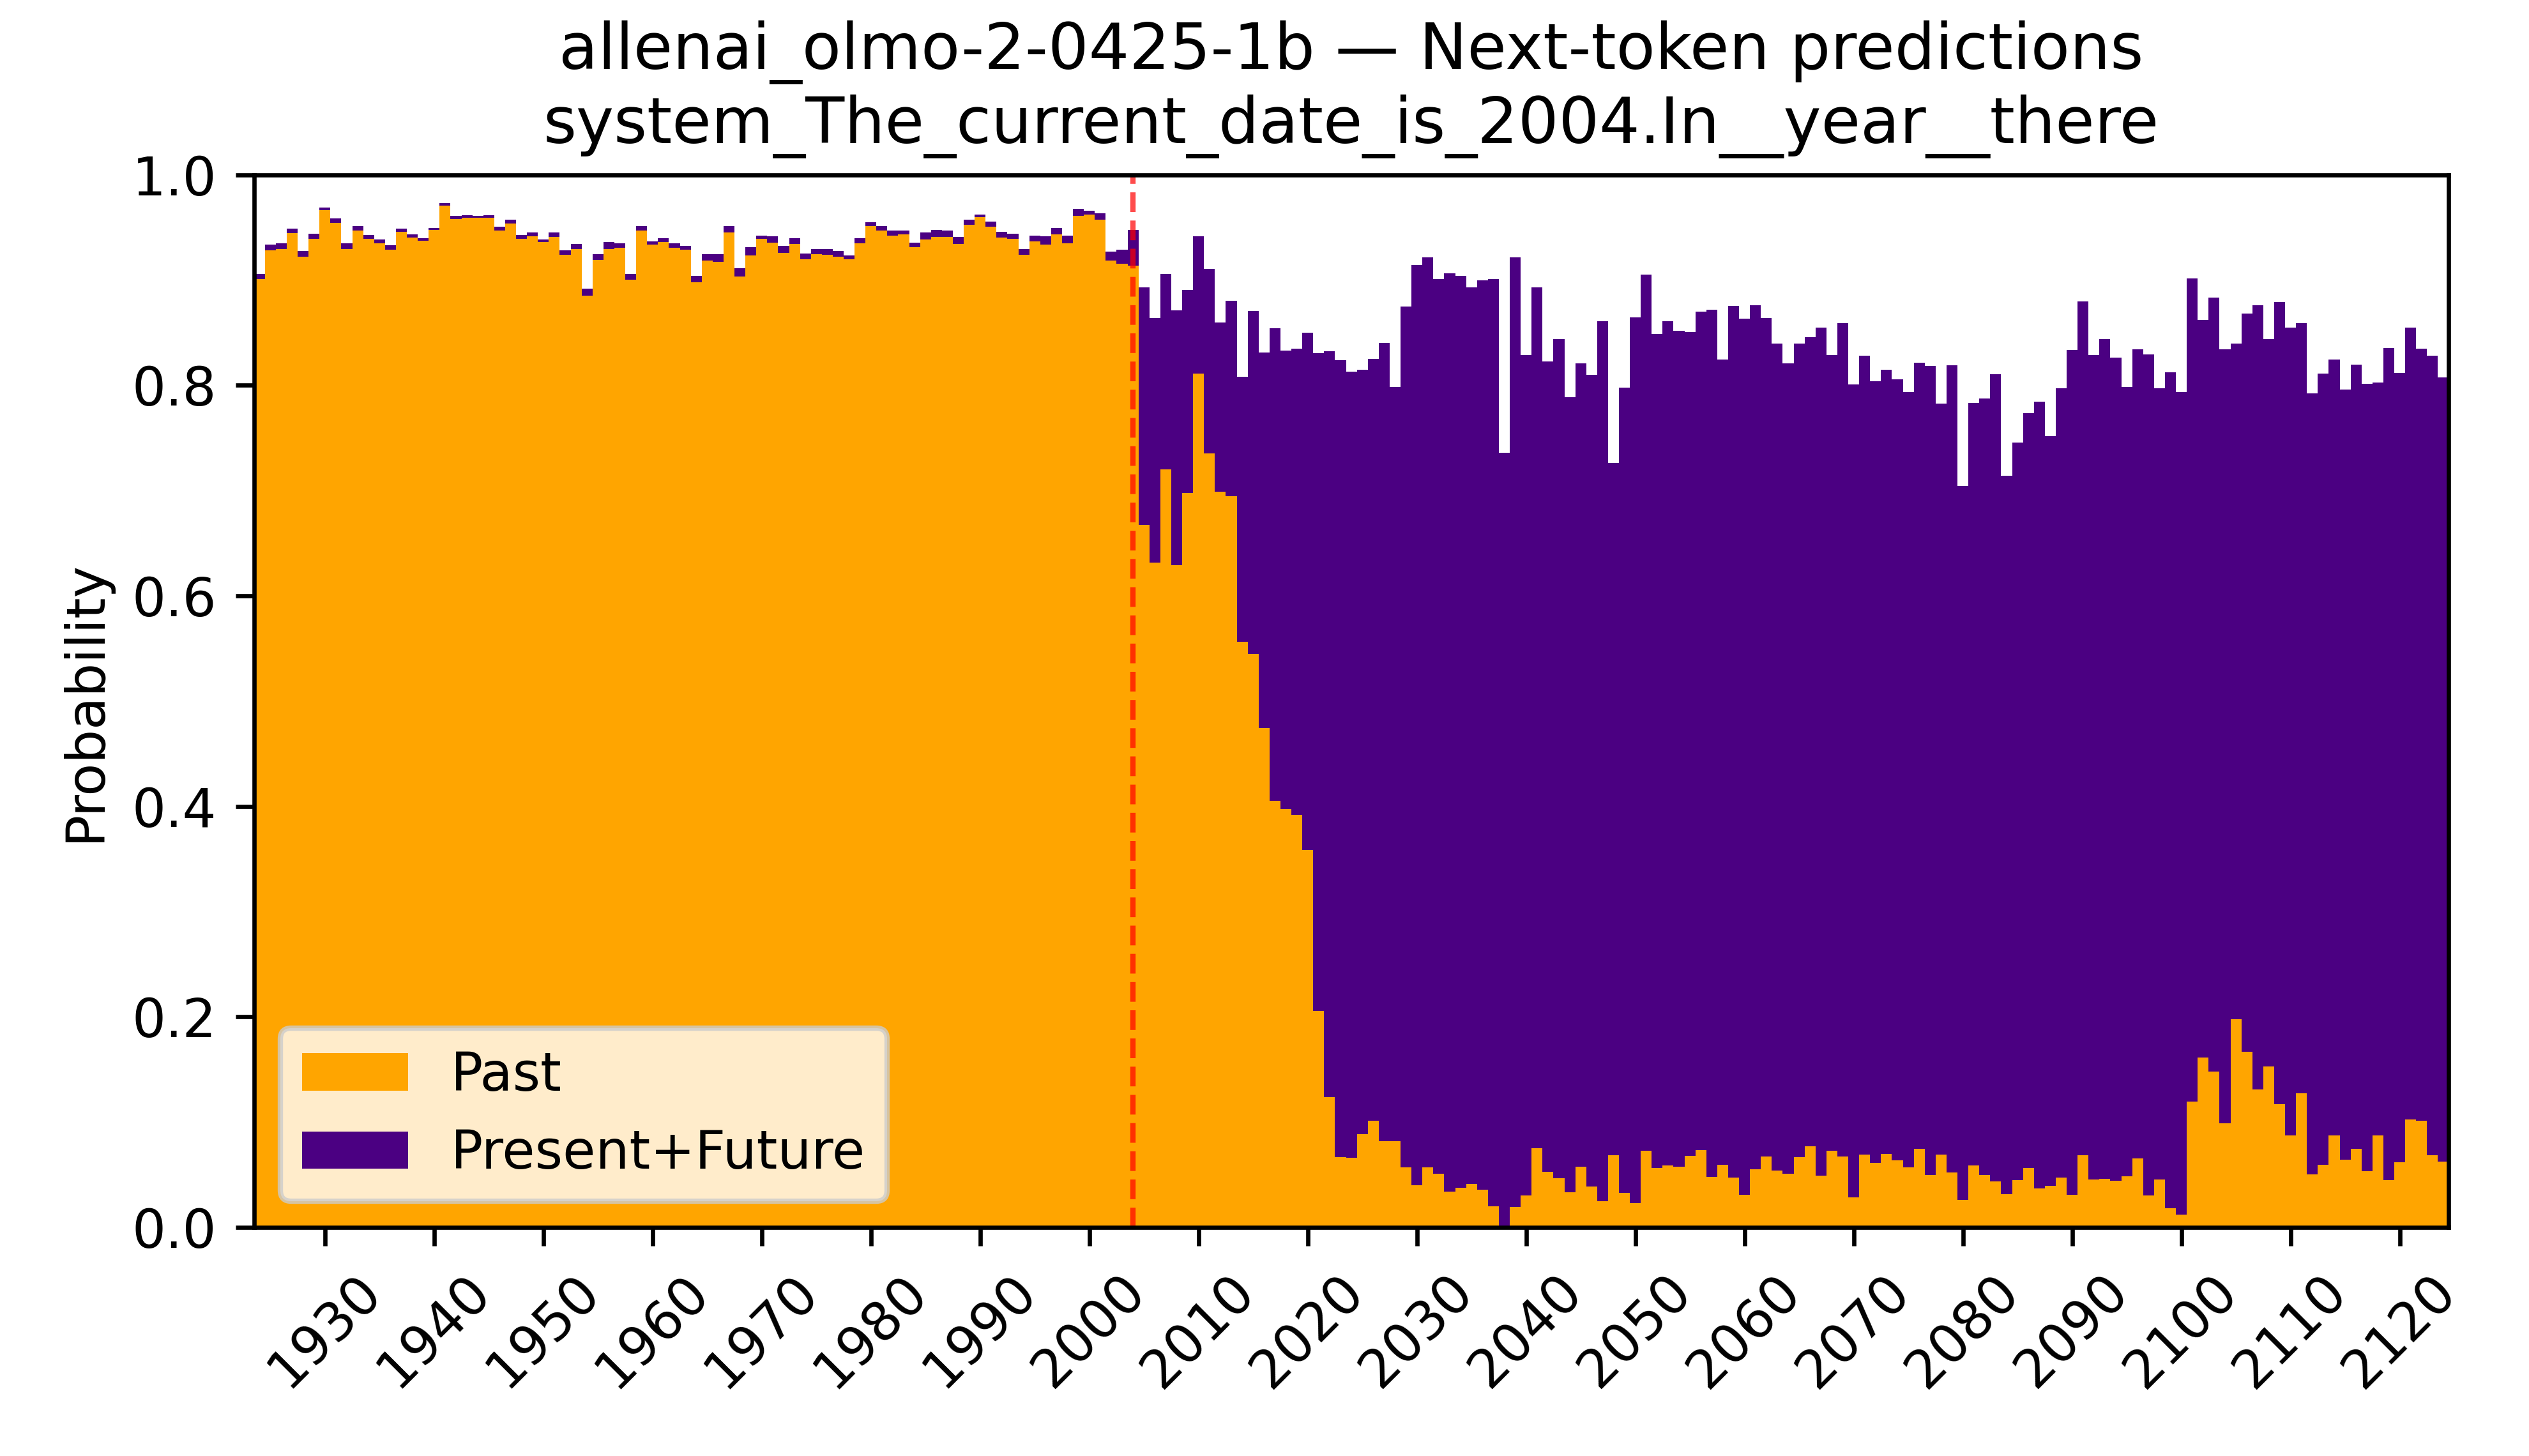 allenai_olmo-2-0425-1b — Next-token predictions
system_The_current_date_is_2004.In__year__there
Probability
1.0
0.8
0.6
0.4
0.2
0.0
Past
Present+Future
1930 1940 1950 1960 1970 1980 1990 2000 2010 2020 2030 2040 2050 2060 2070 2080 2090 2100 2110 2120